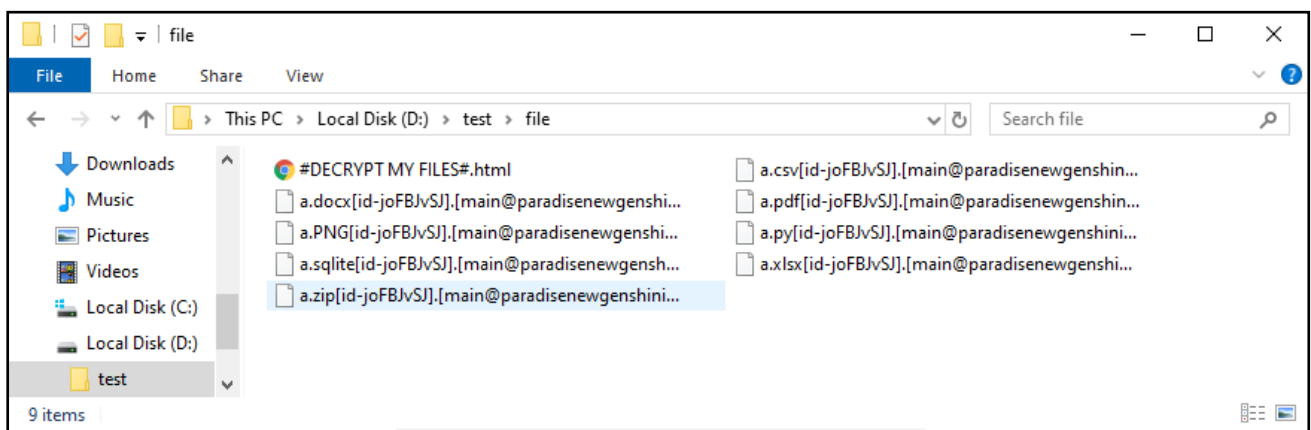 file
File Home Share View
This PC > Local Disk (D:) > test > file
Search file
Downloads
Music
Pictures
Videos
Local Disk (C:)
Local Disk (D:)
test
#DECRYPT MY FILES#.html
a.docx[id-joFBJvSJ].[main@paradisenewgenshi...
a.PNG[id-joFBJvSJ].[main@paradisenewgenshi...
a.sqlite[id-joFBJvSJ].[main@paradisenewgensh...
a.zip[id-joFBJvSJ].[main@paradisenewgenshini...
a.csv[id-joFBJvSJ].[main@paradisenewgenshin...
a.pdf[id-joFBJvSJ].[main@paradisenewgenshin...
a.py[id-joFBJvSJ].[main@paradisenewgenshini...
a.xlsx[id-joFBJvSJ].[main@paradisenewgenshi...
9 items